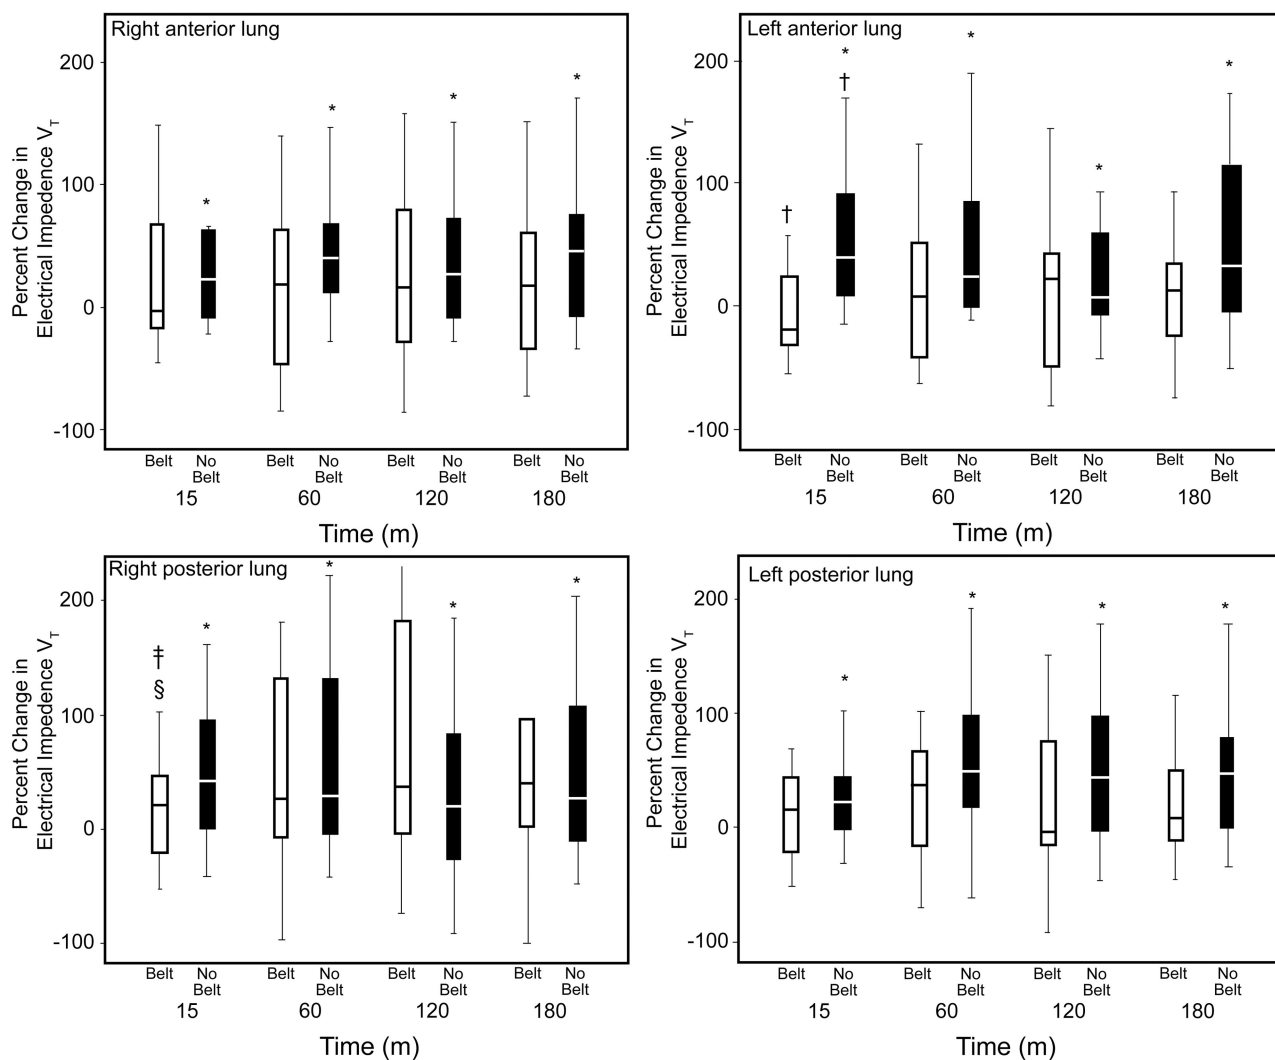 Right anterior lung
*
*
*
*
200
100
0
-100
Percent Change in
Electrical Impedence VT
Belt
No
Belt
Belt
No
Belt
Belt
No
Belt
Belt
No
Belt
15
60
120
180
Time (m)
Left anterior lung
*
*
*
*
†
†
200
100
0
-100
Percent Change in
Electrical Impedence VT
Belt
No
Belt
Belt
No
Belt
Belt
No
Belt
Belt
No
Belt
15
60
120
180
Time (m)
Right posterior lung
*
*
*
*
‡
§
200
100
0
-100
Percent Change in
Electrical Impedence VT
Belt
No
Belt
Belt
No
Belt
Belt
No
Belt
Belt
No
Belt
15
60
120
180
Time (m)
Left posterior lung
*
*
*
*
200
100
0
-100
Percent Change in
Electrical Impedence VT
Belt
No
Belt
Belt
No
Belt
Belt
No
Belt
Belt
No
Belt
15
60
120
180
Time (m)